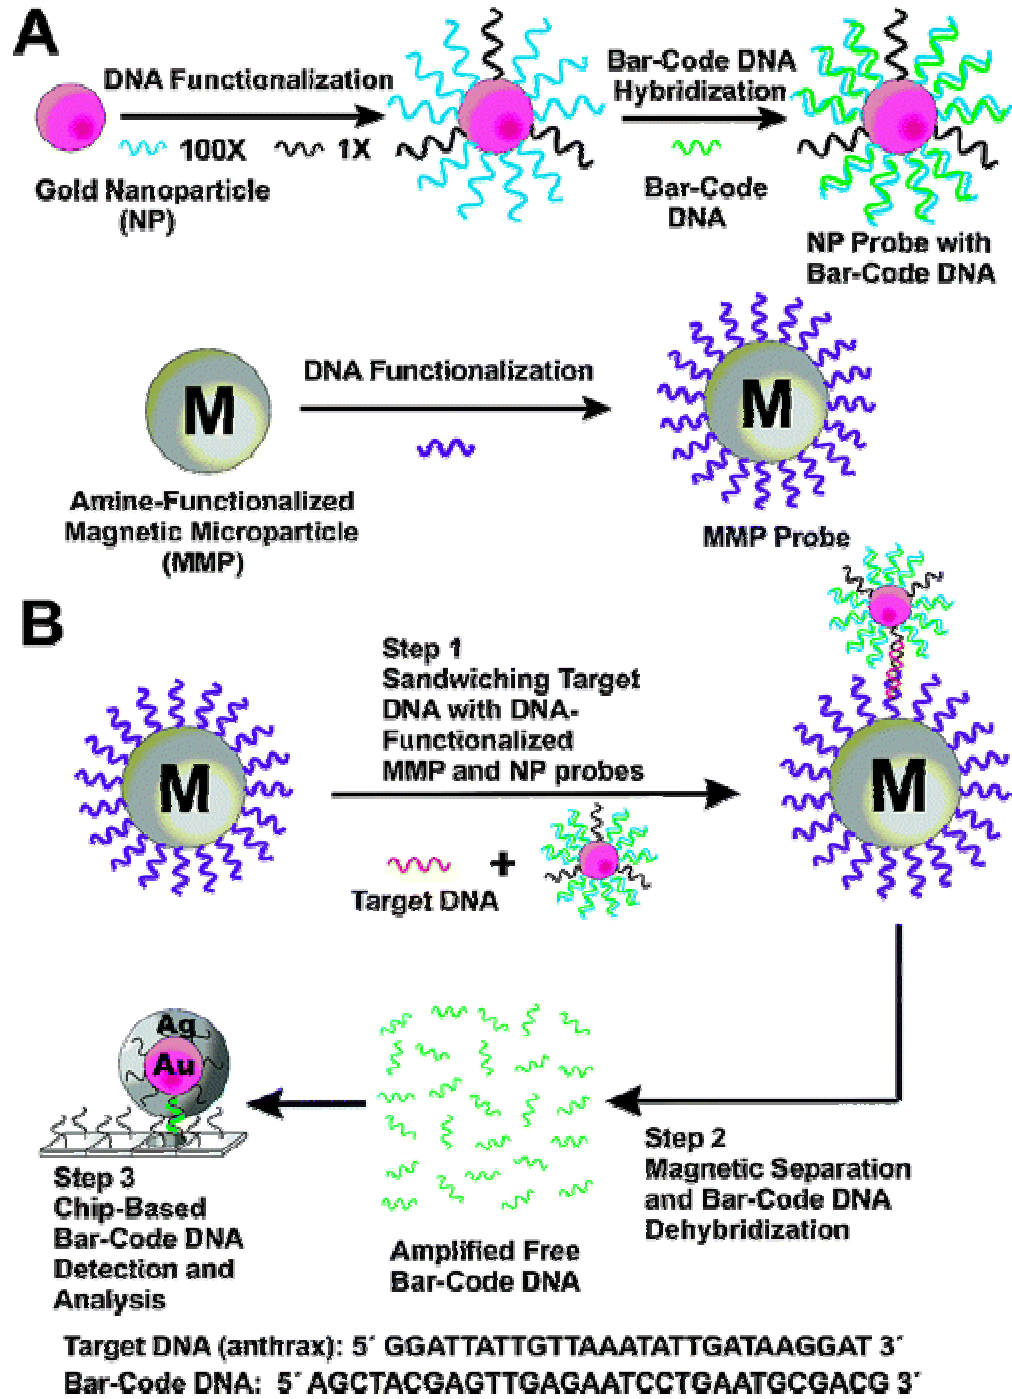 A
DNA Functionalization
100X
1X
Gold Nanoparticle
(NP)
Bar-Code DNA
Hybridization
Bar-Code
DNA
NP Probe with
Bar-Code DNA
M
Amine-Functionalized
Magnetic Microparticle
(MMP)
DNA Functionalization
M
MMP Probe
B
M
Step 1
Sandwiching Target
DNA with DNA-
Functionalized
MMP and NP probes
Target DNA
+
M
Step 2
Magnetic Separation
and Bar-Code DNA
Dehybridization
Amplified Free
Bar-Code DNA
Ag
Au
Step 3
Chip-Based
Bar-Code DNA
Detection and
Analysis
Target DNA (anthrax): 5´ GGATTATTGTTAAATATTGATAAGGAT 3´
Bar-Code DNA: 5´ AGCTACGAGTTGAGAATCCTGAATGCGACG 3´